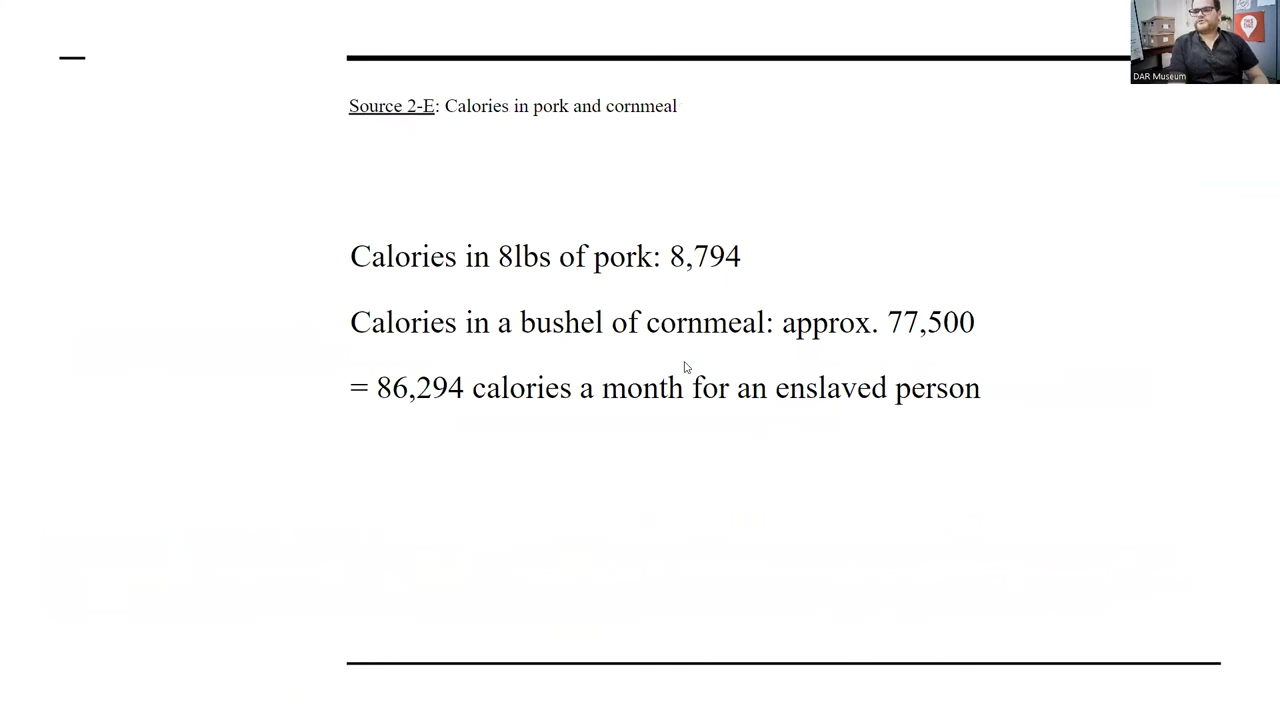 Source 2-E: Calories in pork and cornmeal
Calories in 8lbs of pork: 8,794
Calories in a bushel of cornmeal: approx. 77,500
= 86,294 calories a month for an enslaved person
DAR Museum